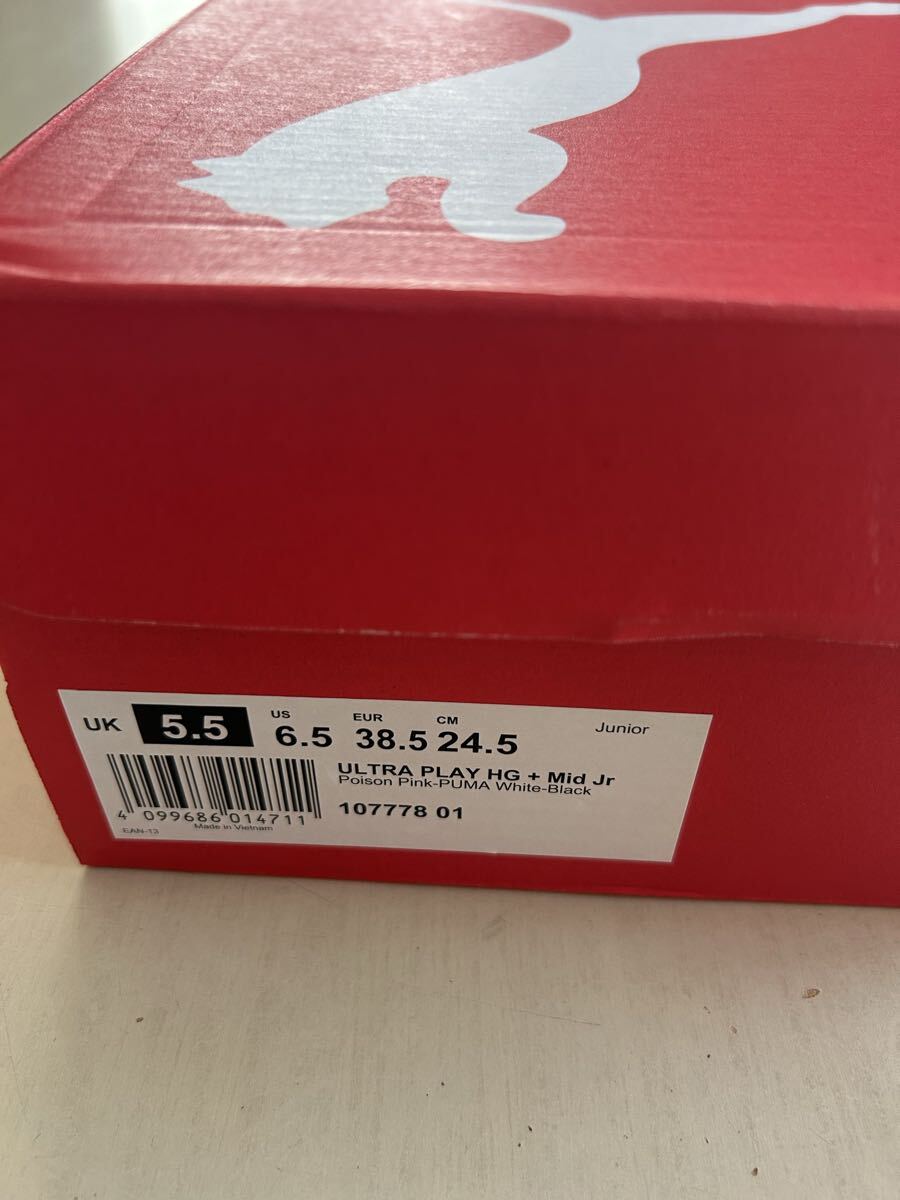 UK 5.5 US 6.5 EUR 38.5 CM 24.5 Junior
ULTRA PLAY HG + Mid Jr
Poison Pink-PUMA White-Black
107778 01
4 099686 014711
EAN-13 Made in Vietnam